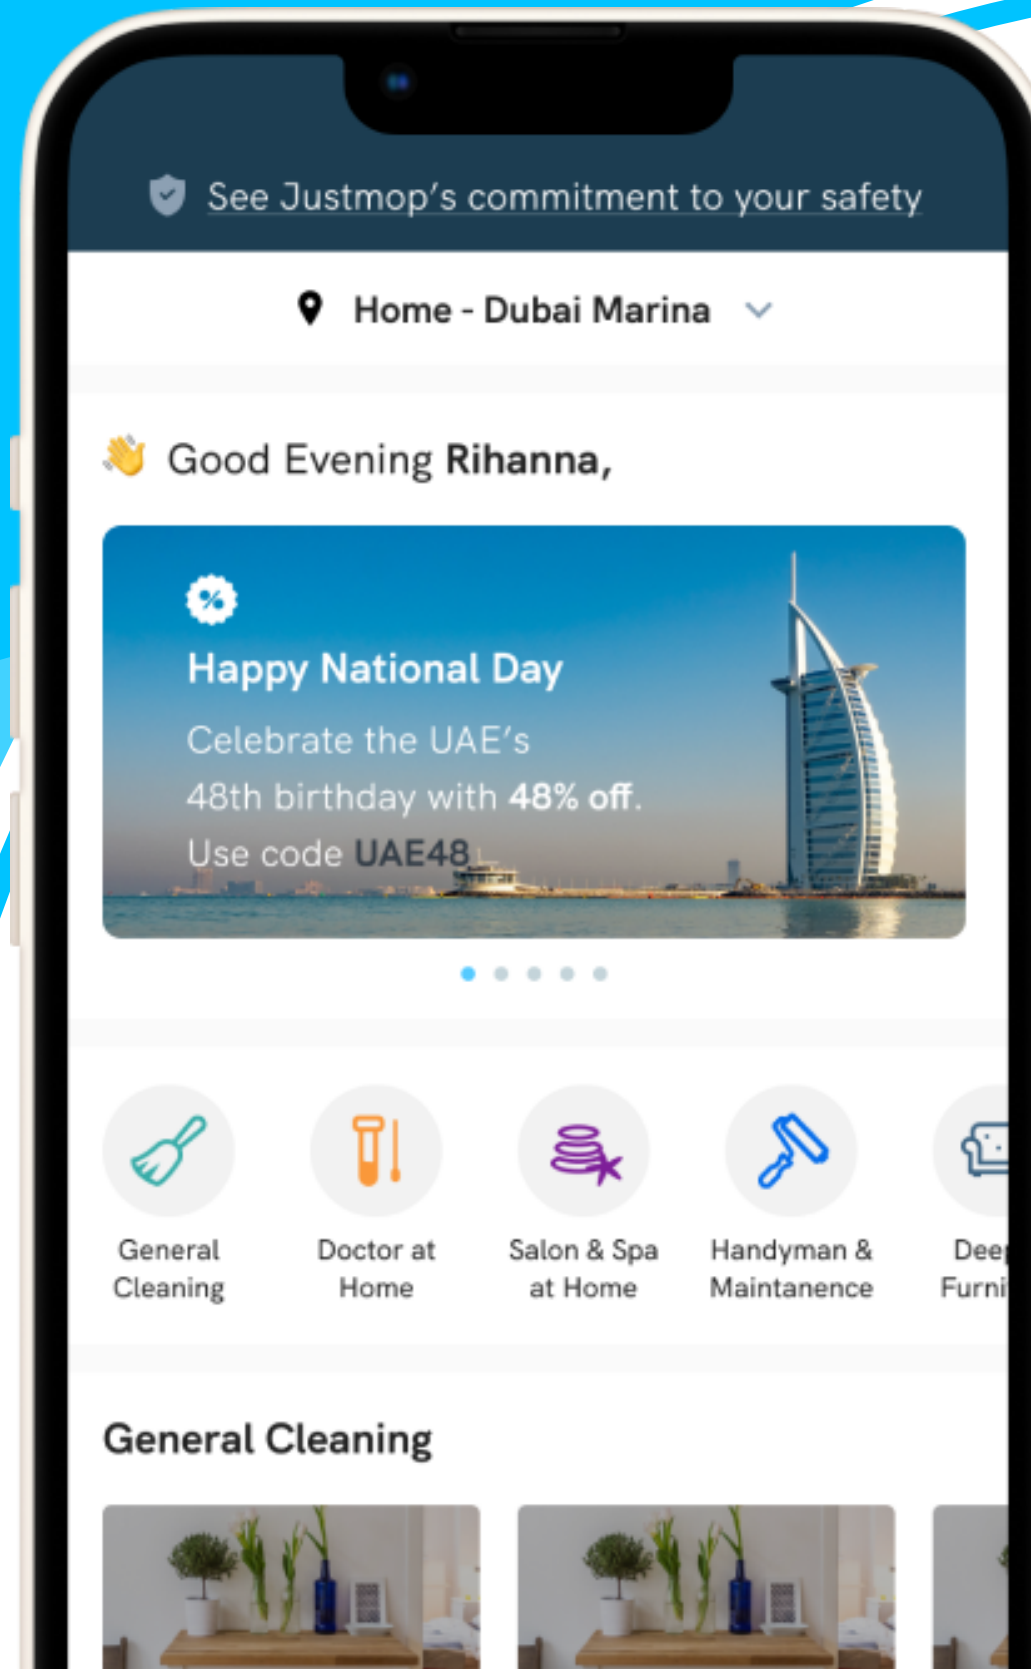 See Justmop's commitment to your safety
Home - Dubai Marina
Good Evening Rihanna,
%
Happy National Day
Celebrate the UAE's
48th birthday with 48% off.
Use code UAE48
General
Cleaning
Doctor at
Home
Salon & Spa
at Home
Handyman &
Maintanence
General Cleaning